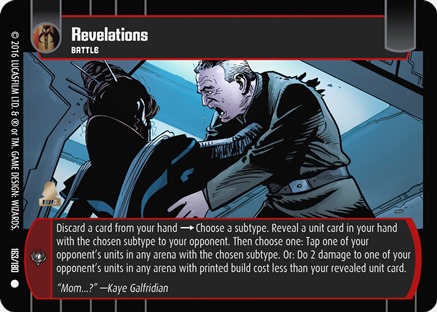 Revelations
BATTLE
Discard a card from your hand → Choose a subtype. Reveal a unit card in your hand
with the chosen subtype to your opponent. Then choose one: Tap one of your
opponent's units in any arena with the chosen subtype. Or: Do 2 damage to one of your
opponent's units in any arena with printed build cost less than your revealed unit card.
"Mom...?" —Kaye Galfridian
© 2016 LUCASFILM LTD. & ® or TM. GAME DESIGN: WIZARDS.